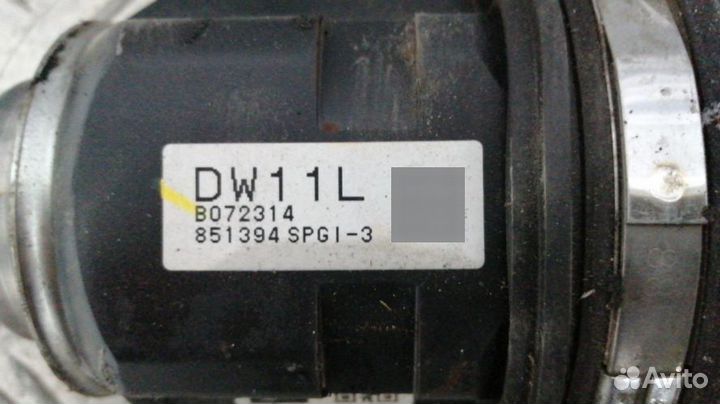 DW11L
B072314
851394 SPGI-3
Avito